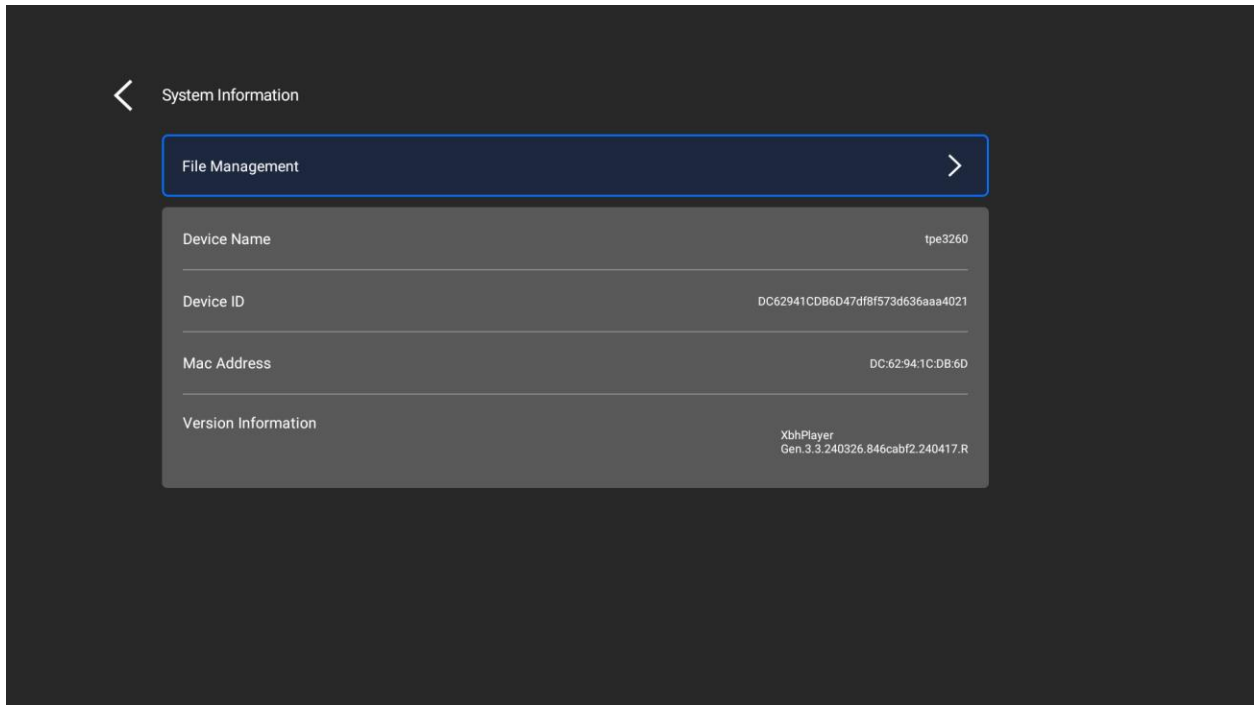 System Information
File Management
Device Name
tpe3260
Device ID
DC62941CDB6D47df8f573d636aaa4021
Mac Address
DC:62:94:1C:DB:6D
Version Information
XbhPlayer
Gen.3.3.240326.846cabf2.240417.R